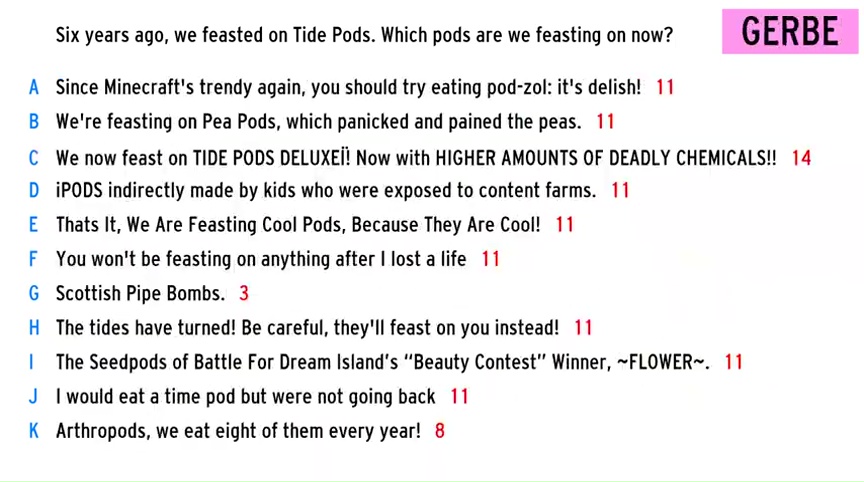 Six years ago, we feasted on Tide Pods. Which pods are we feasting on now?
GERBE
A Since Minecraft's trendy again, you should try eating pod-zol: it's delish! 11
B We're feasting on Pea Pods, which panicked and pained the peas. 11
C We now feast on TIDE PODS DELUXEÏ! Now with HIGHER AMOUNTS OF DEADLY CHEMICALS!! 14
D iPODS indirectly made by kids who were exposed to content farms. 11
E Thats It, We Are Feasting Cool Pods, Because They Are Cool! 11
F You won't be feasting on anything after I lost a life 11
G Scottish Pipe Bombs. 3
H The tides have turned! Be careful, they'll feast on you instead! 11
I The Seedpods of Battle For Dream Island’s “Beauty Contest” Winner, ~FLOWER~. 11
J I would eat a time pod but were not going back 11
K Arthropods, we eat eight of them every year! 8